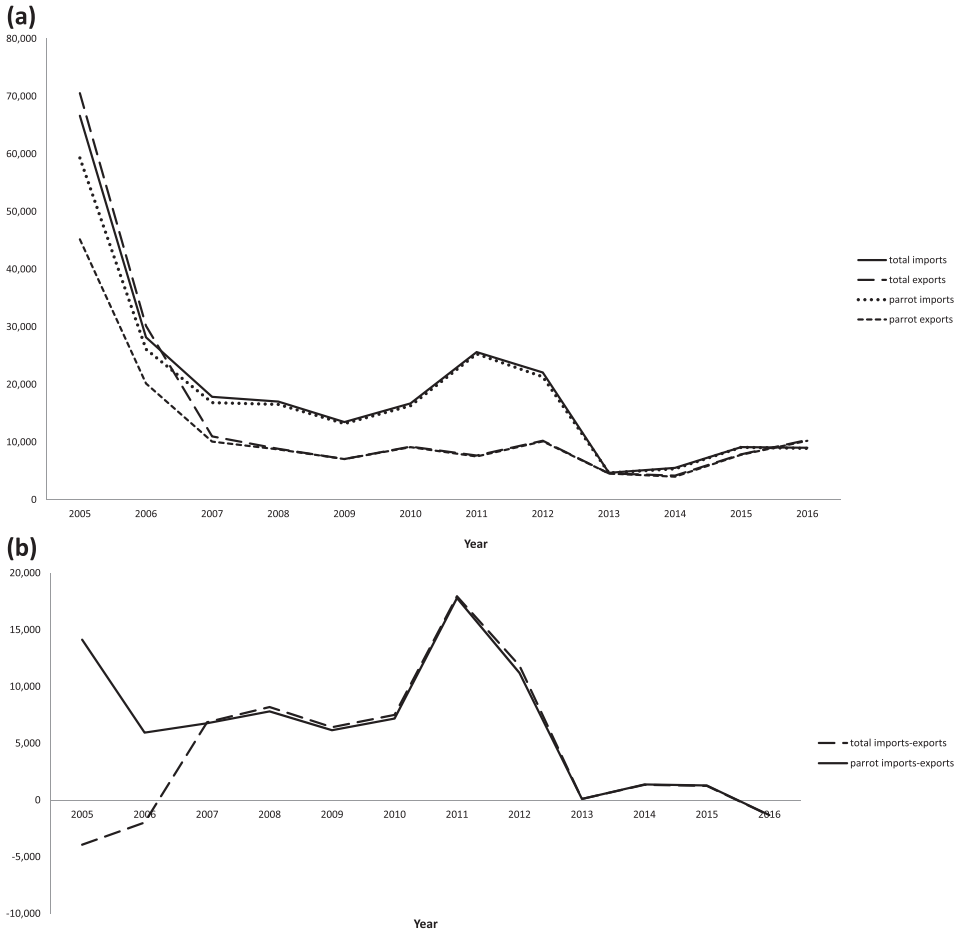 (a)
80,000
70,000
60,000
50,000
40,000
30,000
20,000
10,000
0
2005 2006 2007 2008 2009 2010 2011 2012 2013 2014 2015 2016
Year
total imports
total exports
parrot imports
parrot exports
(b)
20,000
15,000
10,000
5,000
0
-5,000
-10,000
2005 2006 2007 2008 2009 2010 2011 2012 2013 2014 2015 2016
Year
total imports-exports
parrot imports-exports